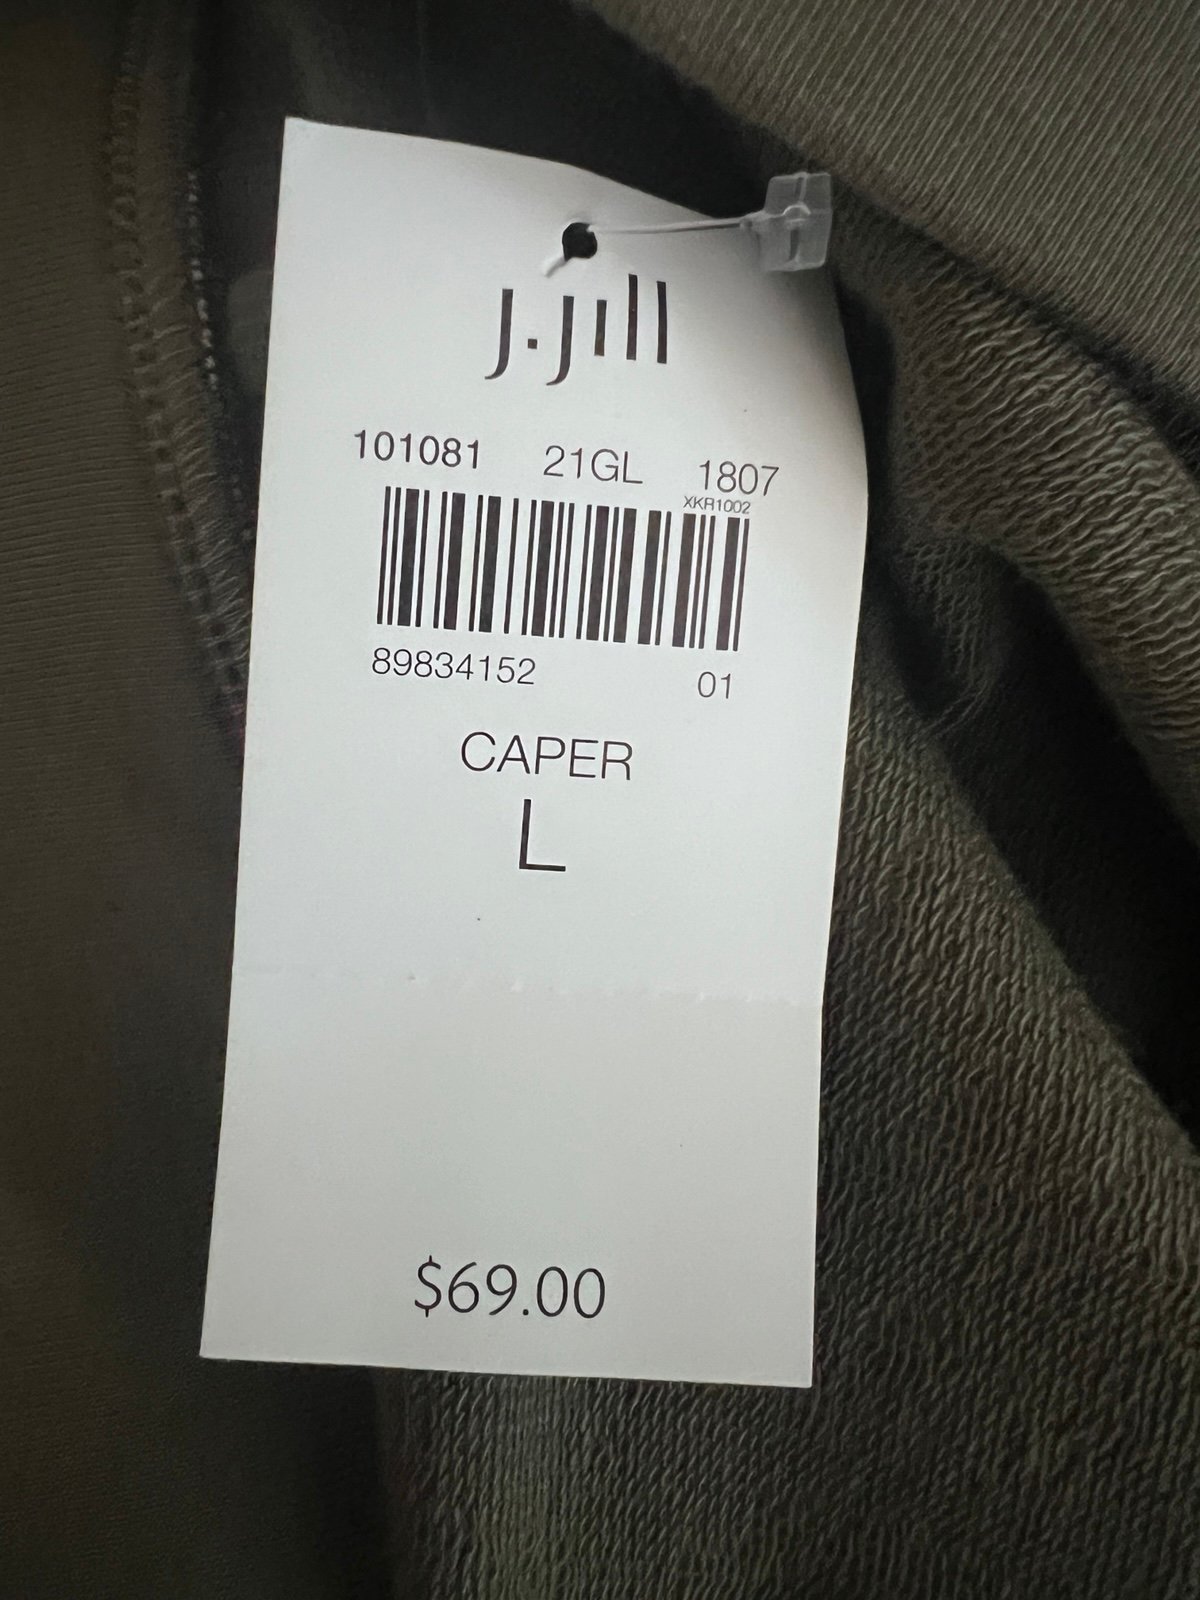 J.Jill
101081 21GL 1807
XKR1002
89834152 01
CAPER
L
$69.00